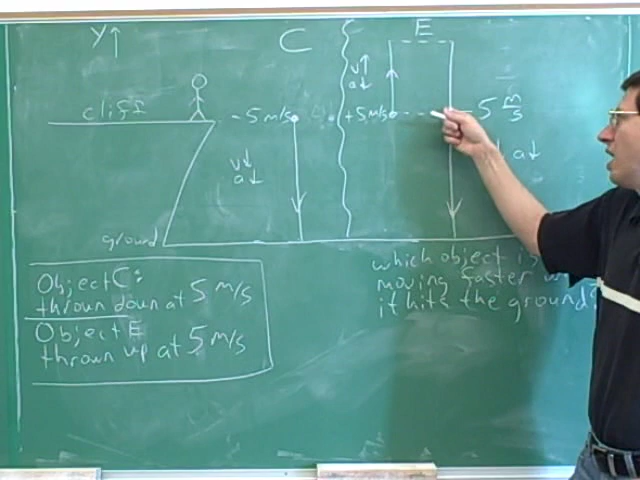 Y↑
C
E
cliff
-5 m/s
+5 m/s
v↑
a↓
-5 m/s
v↓
a↓
a↓
ground
Object C:
thrown down at 5 m/s
Object E
thrown up at 5 m/s
which object is
moving faster
it hits the ground?